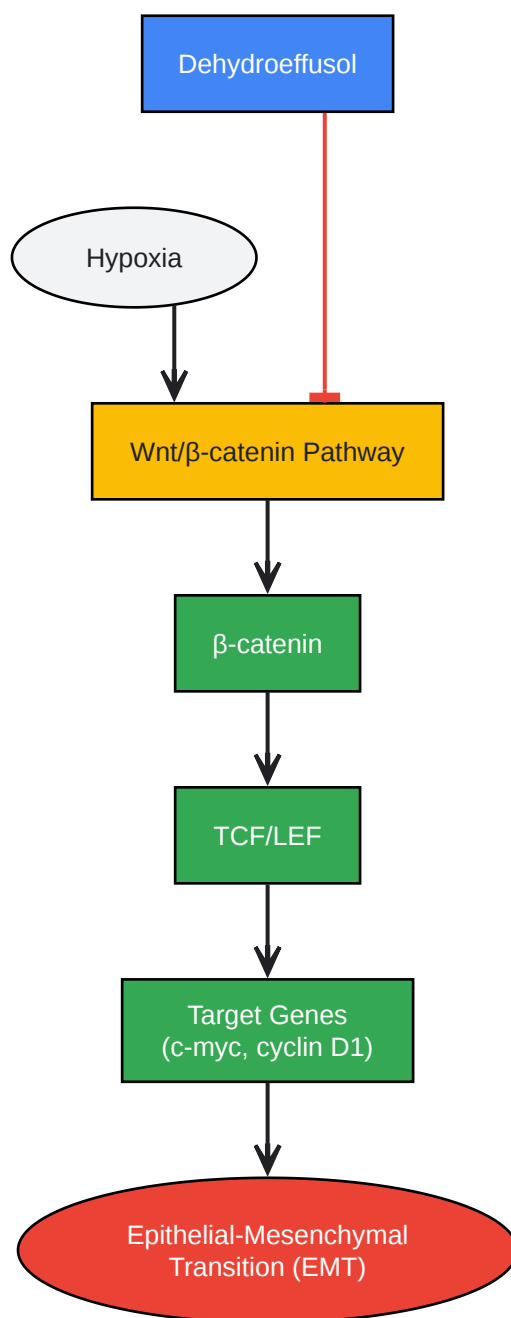 Dehydroeffusol
Hypoxia
Wnt/β-catenin Pathway
β-catenin
TCF/LEF
Target Genes
(c-myc, cyclin D1)
Epithelial-Mesenchymal
Transition (EMT)